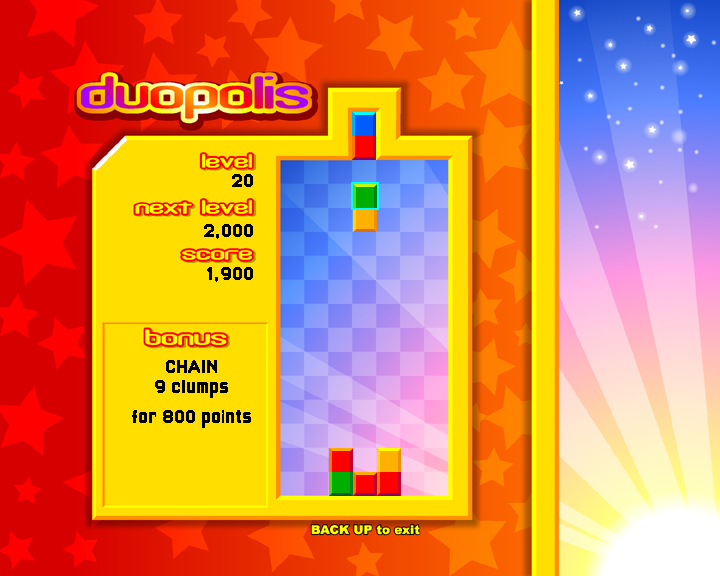 duopolis
level
20
next level
2,000
score
1,900
bonus
CHAIN
9 clumps
for 800 points
BACK UP to exit